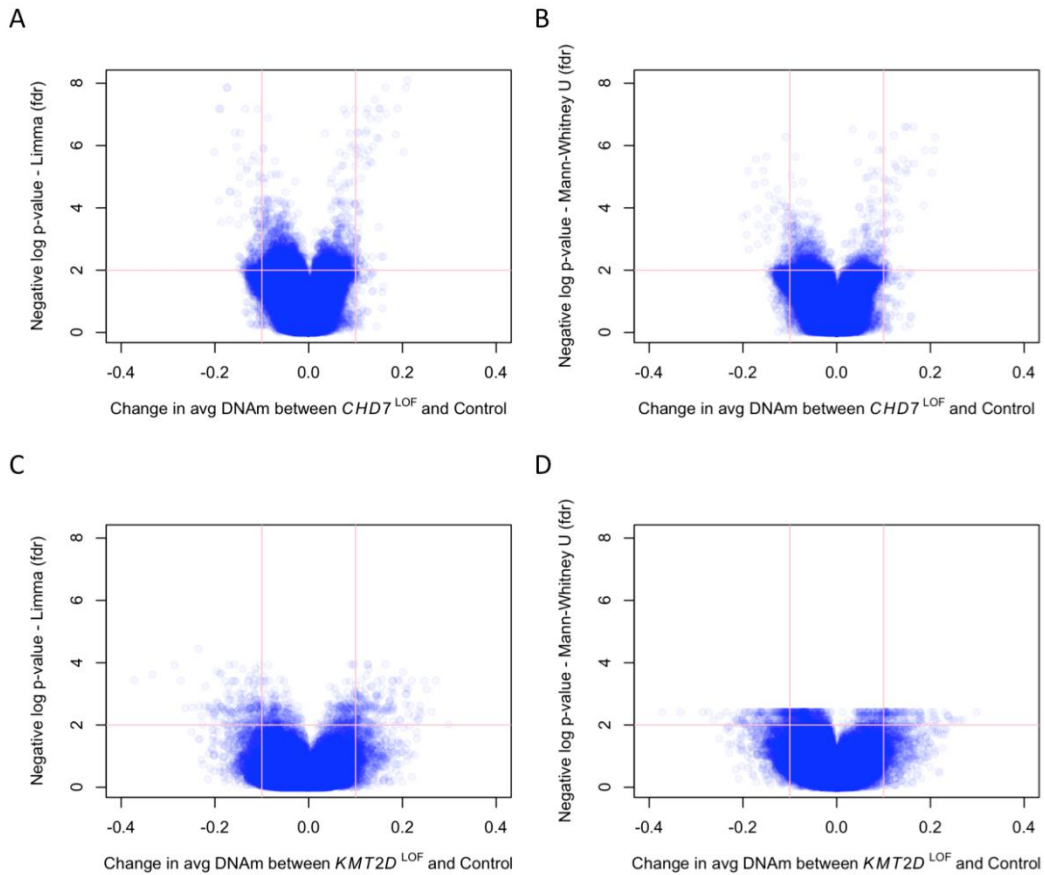 A
Negative log p-value - Limma (fdr)
8
6
4
2
0
-0.4 -0.2 0.0 0.2 0.4
Change in avg DNAm between CHD7 LOF and Control
B
Negative log p-value - Mann-Whitney U (fdr)
8
6
4
2
0
-0.4 -0.2 0.0 0.2 0.4
Change in avg DNAm between CHD7 LOF and Control
C
Negative log p-value - Limma (fdr)
8
6
4
2
0
-0.4 -0.2 0.0 0.2 0.4
Change in avg DNAm between KMT2D LOF and Control
D
Negative log p-value - Mann-Whitney U (fdr)
8
6
4
2
0
-0.4 -0.2 0.0 0.2 0.4
Change in avg DNAm between KMT2D LOF and Control